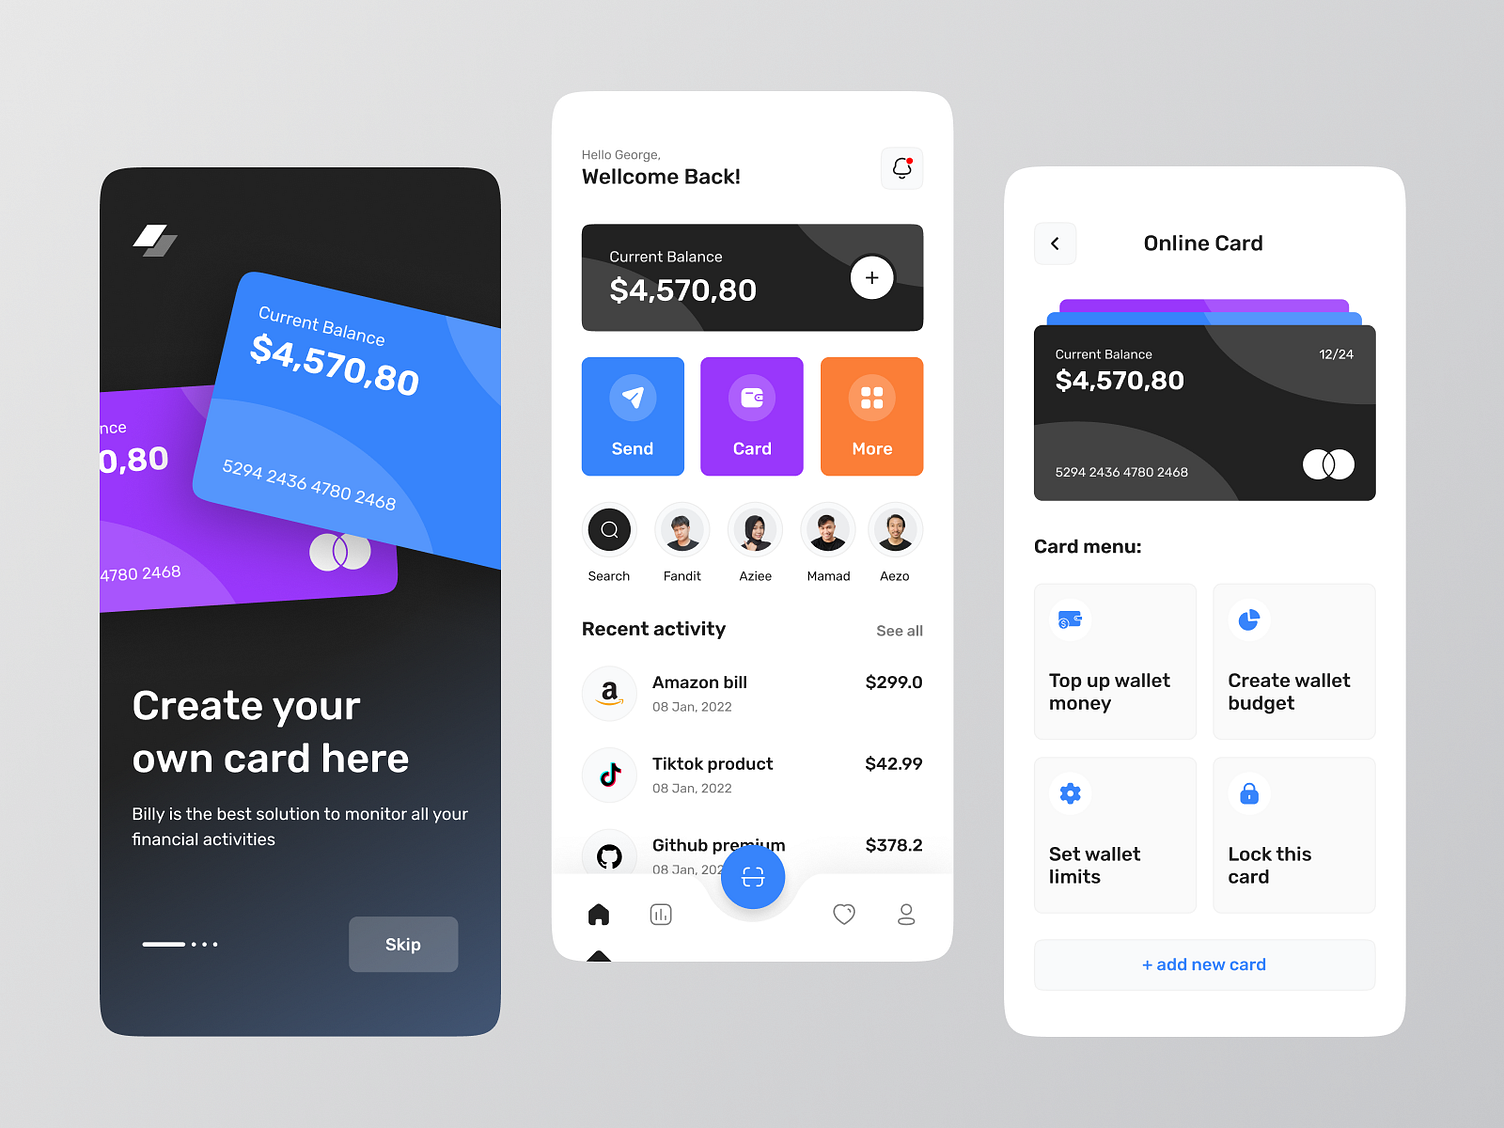 Current Balance
$4,570,80
5294 2436 4780 2468
nce
0,80
4780 2468
Create your
own card here
Billy is the best solution to monitor all your
financial activities
Skip
Hello George,
Wellcome Back!
Current Balance
$4,570,80
+
Send
Card
More
Search
Fandit
Aziee
Mamad
Aezo
Recent activity
See all
Amazon bill
$299.0
08 Jan, 2022
Tiktok product
$42.99
08 Jan, 2022
Github premium
$378.2
08 Jan, 202
Online Card
Current Balance
12/24
$4,570,80
5294 2436 4780 2468
Card menu:
Top up wallet
money
Create wallet
budget
Set wallet
limits
Lock this
card
+ add new card